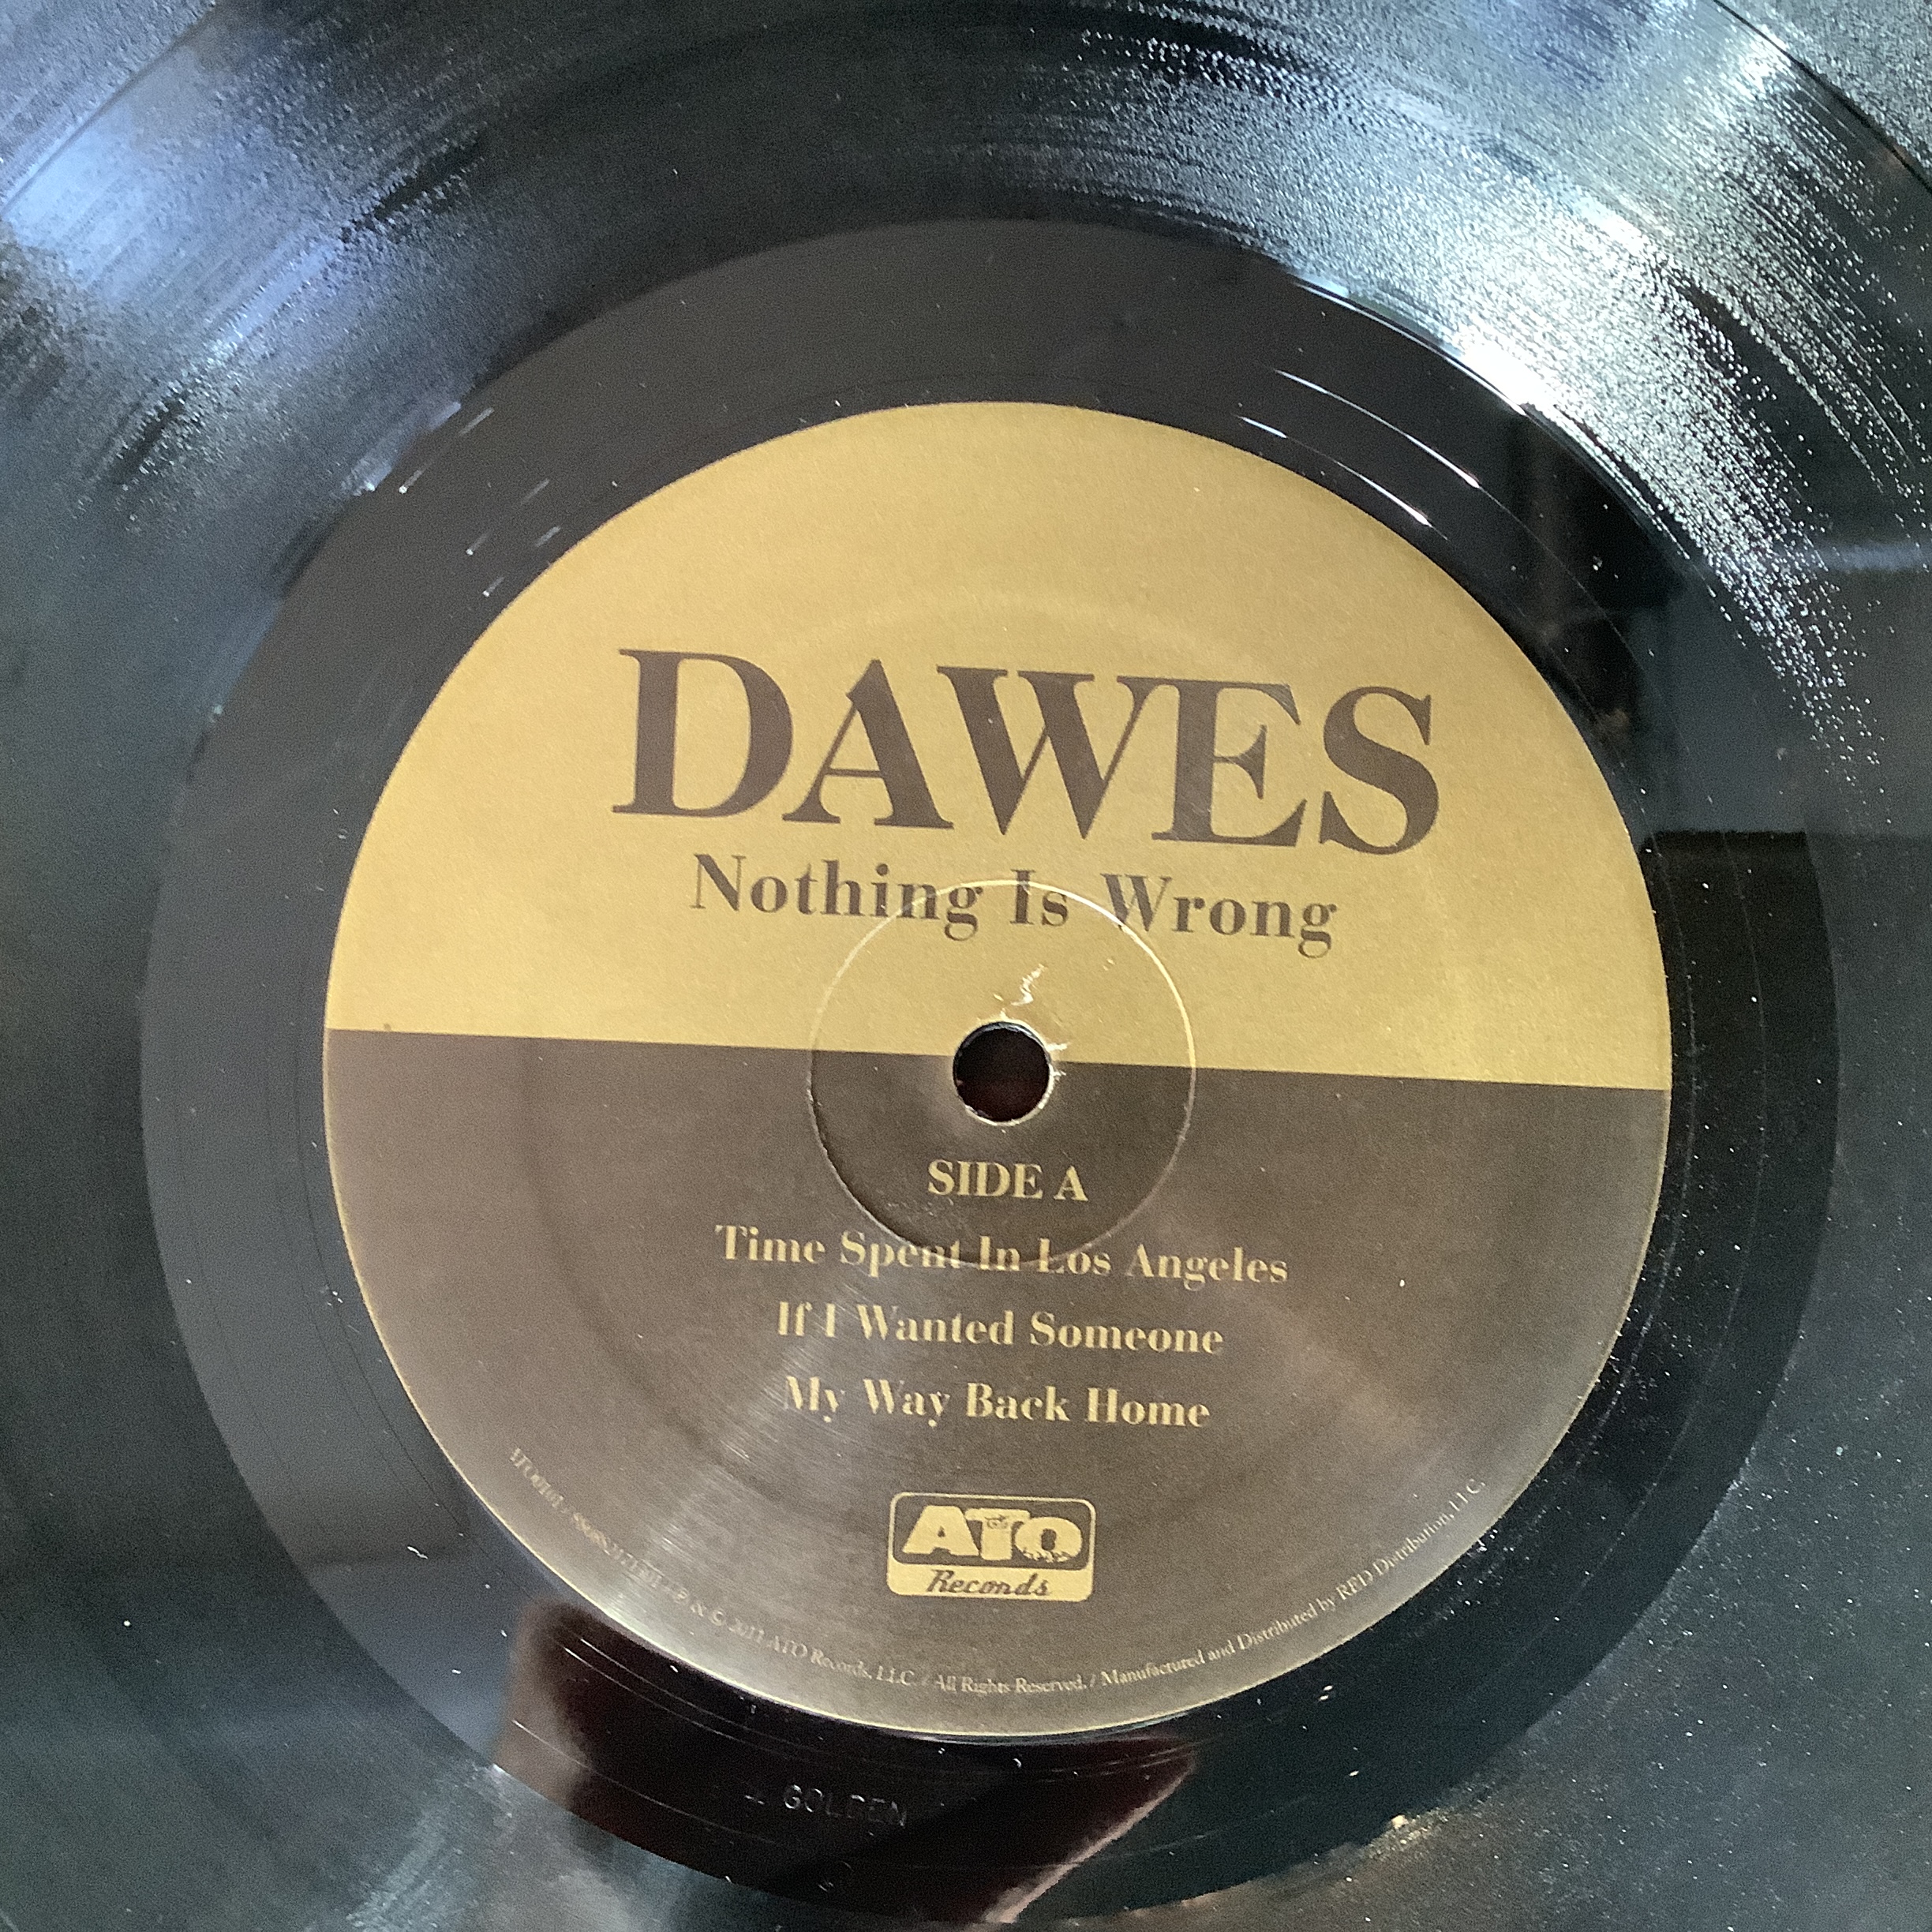 DAWES
Nothing Is Wrong
SIDE A
Time Spent In Los Angeles
If I Wanted Someone
My Way Back Home
ATO
Records
P & © 2011 ATO Records, LLC. / All Rights Reserved. / Manufactured and Distributed by RED Distribution, LLC.
GOLDEN